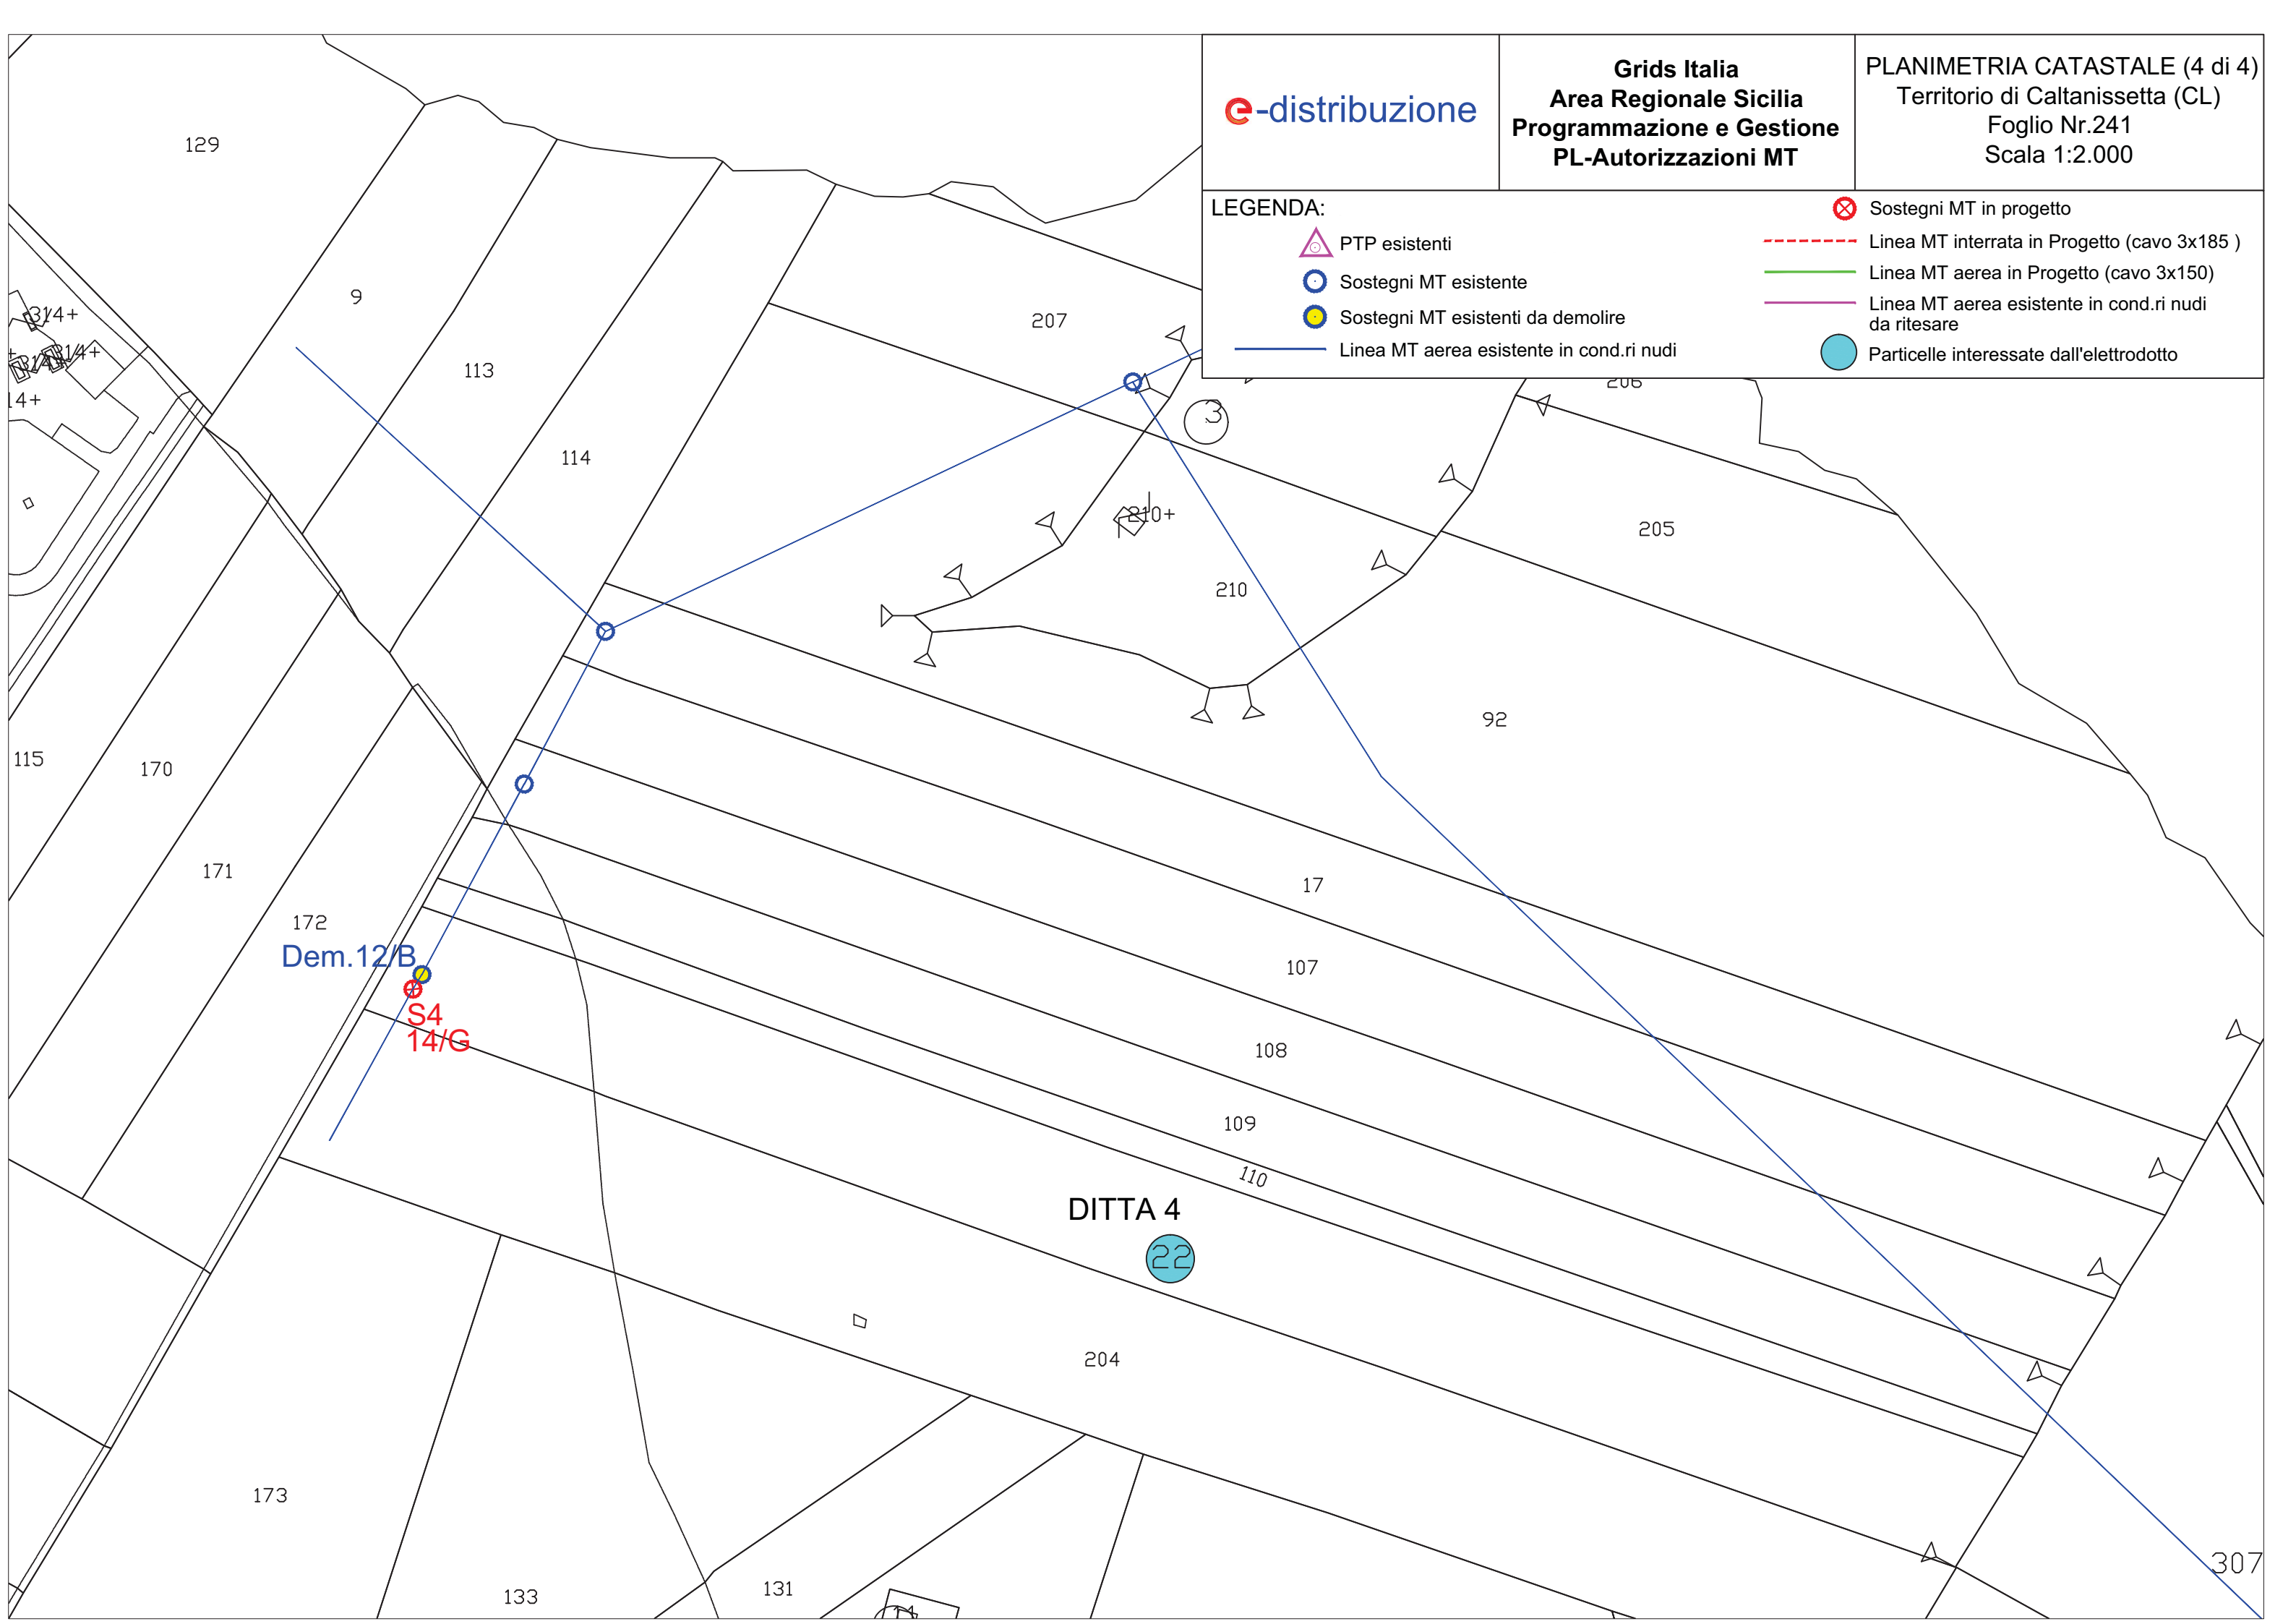 e-distribuzione
Grids Italia
Area Regionale Sicilia
Programmazione e Gestione
PL-Autorizzazioni MT
PLANIMETRIA CATASTALE (4 di 4)
Territorio di Caltanissetta (CL)
Foglio Nr.241
Scala 1:2.000
LEGENDA:
PTP esistenti
Sostegni MT esistente
Sostegni MT esistenti da demolire
Linea MT aerea esistente in cond.ri nudi
Sostegni MT in progetto
Linea MT interrata in Progetto (cavo 3x185 )
Linea MT aerea in Progetto (cavo 3x150)
Linea MT aerea esistente in cond.ri nudi
da ritesare
Particelle interessate dall'elettrodotto
129
9
314+
314+
314+
14+
113
114
207
3
206
205
210+
210
92
115
170
171
172
17
107
108
109
110
Dem.12/B
S4
14/G
DITTA 4
22
204
173
133
131
307